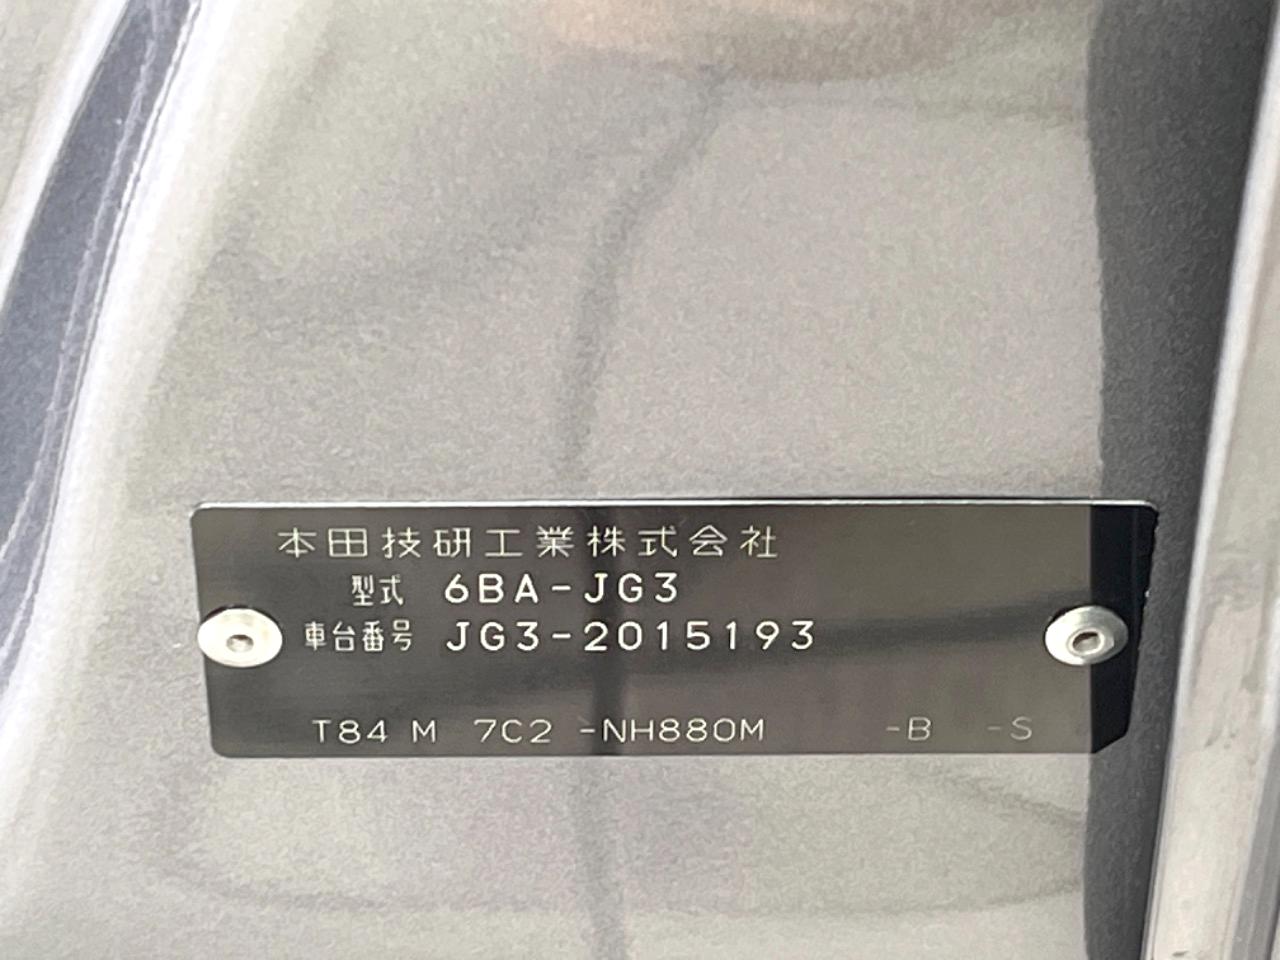 本田技研工業株式会社
型式 6BA-JG3
車台番号 JG3-2015193
T84 M 7C2 -NH880M -B -S